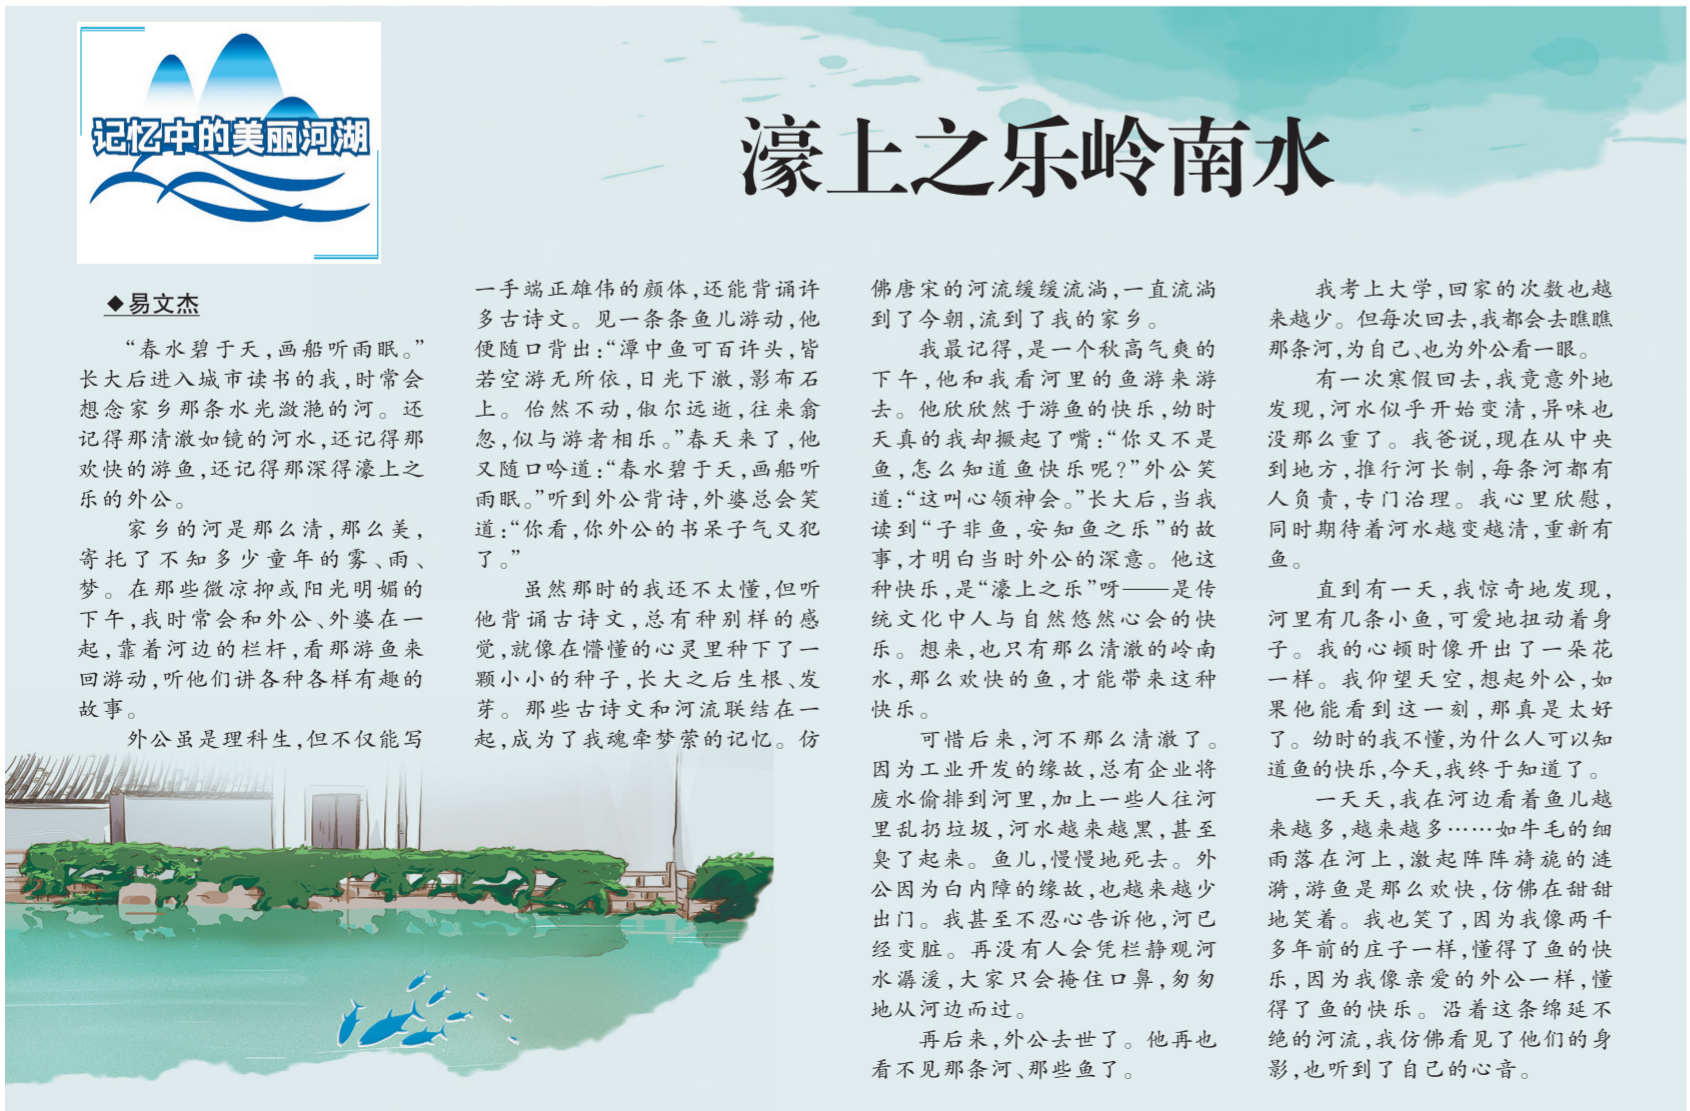 记忆中的美丽河湖
濠上之乐岭南水
◆易文杰
“春水碧于天，画船听雨眠。”
长大后进入城市读书的我，时常会
想念家乡那条水光潋滟的河。还
记得那清澈如镜的河水，还记得那
欢快的游鱼，还记得那深得濠上之
乐的外公。
家乡的河是那么清，那么美，
寄托了不知多少童年的雾、雨、
梦。在那些微凉抑或阳光明媚的
下午，我时常会和外公、外婆在一
起，靠着河边的栏杆，看那游鱼来
回游动，听他们讲各种各样有趣的
故事。
外公虽是理科生，但不仅能写
一手端正雄伟的颜体，还能背诵许
多古诗文。见一条条鱼儿游动，他
便随口背出：“潭中鱼可百许头，皆
若空游无所依，日光下澈，影布石
上。佁然不动，俶尔远逝，往来翕
忽，似与游者相乐。”春天来了，他
又随口吟道：“春水碧于天，画船听
雨眠。”听到外公背诗，外婆总会笑
道：“你看，你外公的书呆子气又犯
了。”
虽然那时的我还不太懂，但听
他背诵古诗文，总有种别样的感
觉，就像在懵懂的心灵里种下了一
颗小小的种子，长大之后生根、发
芽。那些古诗文和河流联结在一
起，成为了我魂牵梦萦的记忆。仿
佛唐宋的河流缓缓流淌，一直流淌
到了今朝，流到了我的家乡。
我最记得，是一个秋高气爽的
下午，他和我看河里的鱼游来游
去。他欣欣然于游鱼的快乐，幼时
天真的我却撅起了嘴：“你又不是
鱼，怎么知道鱼快乐呢？”外公笑
道：“这叫心领神会。”长大后，当我
读到“子非鱼，安知鱼之乐”的故
事，才明白当时外公的深意。他这
种快乐，是“濠上之乐”呀——是传
统文化中人与自然悠然心会的快
乐。想来，也只有那么清澈的岭南
水，那么欢快的鱼，才能带来这种
快乐。
可惜后来，河不那么清澈了。
因为工业开发的缘故，总有企业将
废水偷排到河里，加上一些人往河
里乱扔垃圾，河水越来越黑，甚至
臭了起来。鱼儿，慢慢地死去。外
公因为白内障的缘故，也越来越少
出门。我甚至不忍心告诉他，河已
经变脏。再没有人会凭栏静观河
水潺湲，大家只会掩住口鼻，匆匆
地从河边而过。
再后来，外公去世了。他再也
看不见那条河、那些鱼了。
我考上大学，回家的次数也越
来越少。但每次回去，我都会去瞧瞧
那条河，为自己、也为外公看一眼。
有一次寒假回去，我竟意外地
发现，河水似乎开始变清，异味也
没那么重了。我爸说，现在从中央
到地方，推行河长制，每条河都有
人负责，专门治理。我心里欣慰，
同时期待着河水越变越清，重新有
鱼。
直到有一天，我惊奇地发现，
河里有几条小鱼，可爱地扭动着身
子。我的心顿时像开出了一朵花
一样。我仰望天空，想起外公，如
果他能看到这一刻，那真是太好
了。幼时的我不懂，为什么人可以知
道鱼的快乐，今天，我终于知道了。
一天天，我在河边看着鱼儿越
来越多，越来越多……如牛毛的细
雨落在河上，激起阵阵旖旎的涟
漪，游鱼是那么欢快，仿佛在甜甜
地笑着。我也笑了，因为我像两千
多年前的庄子一样，懂得了鱼的快
乐，因为我像亲爱的外公一样，懂
得了鱼的快乐。沿着这条绵延不
绝的河流，我仿佛看见了他们的身
影，也听到了自己的心音。